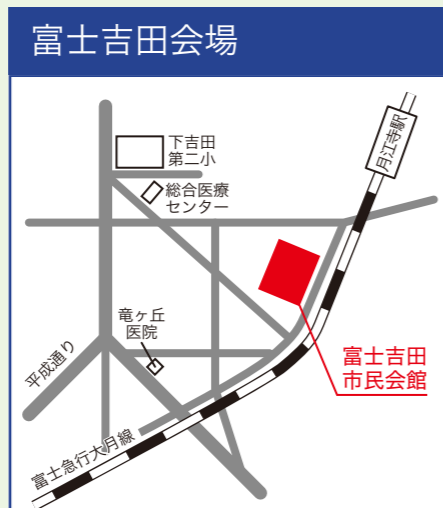 富士吉田会場
月江寺駅
下吉田
第二小
総合医療
センター
竜ヶ丘
医院
平成通り
富士吉田
市民会館
富士急行大月線